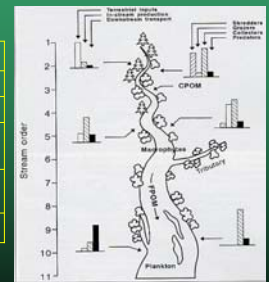 Terrestrial inputs
In-stream production
Downstream transport
Shredders
Grazers
Collectors
Predators
Stream order
1
2
3
4
5
6
7
8
9
10
11
CPOM
Macrophytes
Tributary
FPOM
Plankton